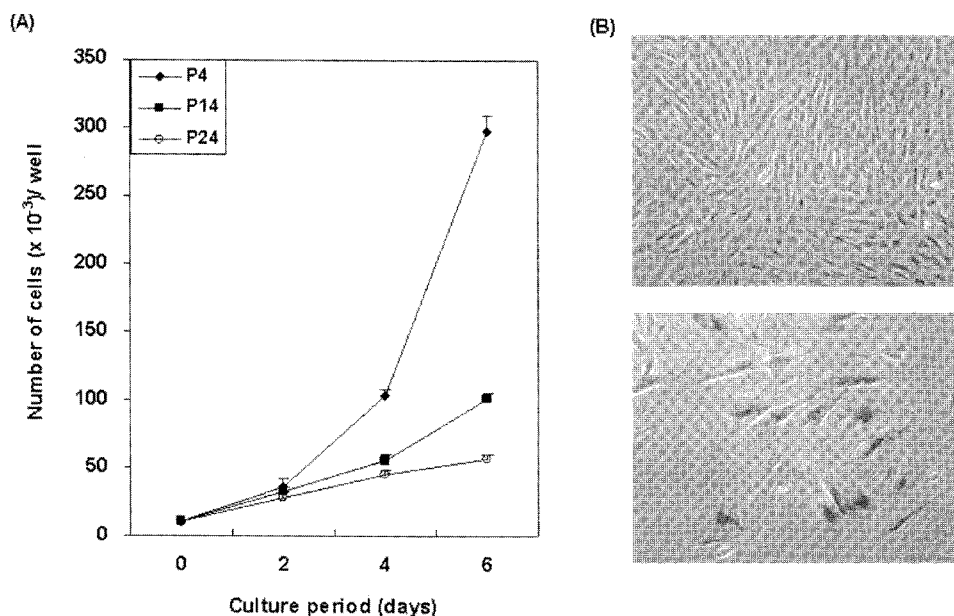 (A)
350
300
250
200
150
100
50
0
P4
P14
P24
Number of cells (x 10⁻³)/ well
0 2 4 6
Culture period (days)
(B)